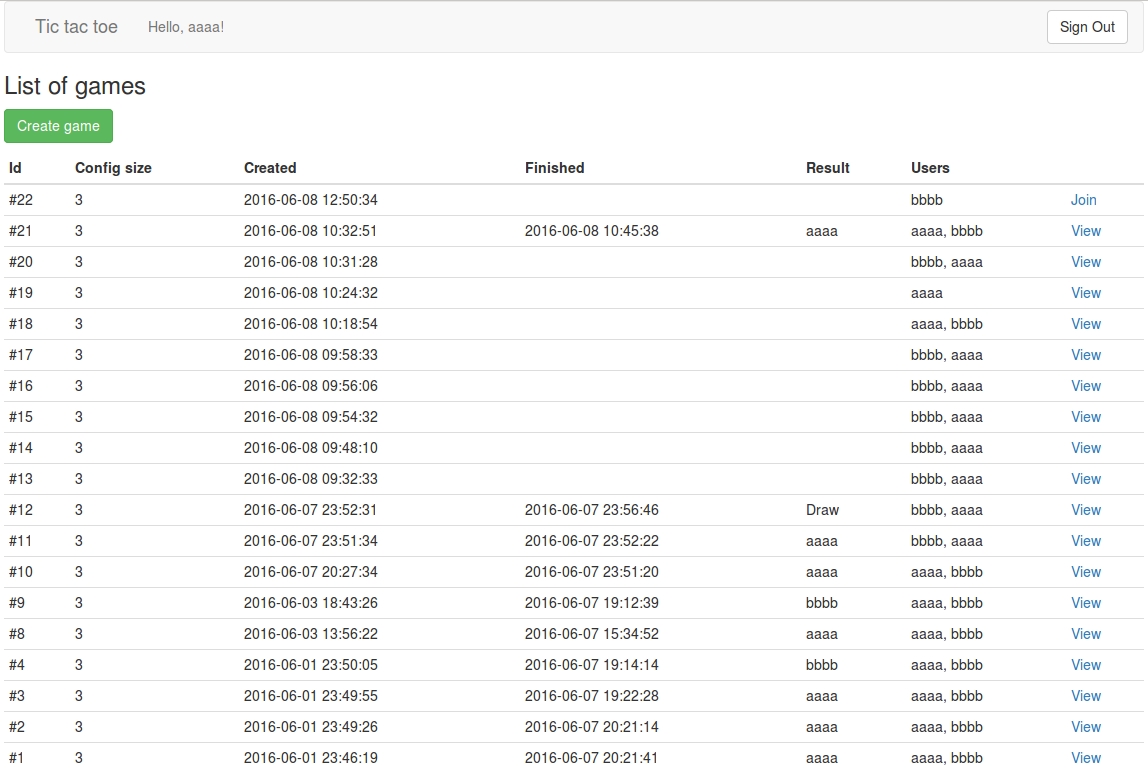 Tic tac toe Hello, aaaa! Sign Out
List of games
Create game
Id Config size Created Finished Result Users
#22 3 2016-06-08 12:50:34 bbbb Join
#21 3 2016-06-08 10:32:51 2016-06-08 10:45:38 aaaa aaaa, bbbb View
#20 3 2016-06-08 10:31:28 bbbb, aaaa View
#19 3 2016-06-08 10:24:32 aaaa View
#18 3 2016-06-08 10:18:54 aaaa, bbbb View
#17 3 2016-06-08 09:58:33 bbbb, aaaa View
#16 3 2016-06-08 09:56:06 bbbb, aaaa View
#15 3 2016-06-08 09:54:32 bbbb, aaaa View
#14 3 2016-06-08 09:48:10 bbbb, aaaa View
#13 3 2016-06-08 09:32:33 bbbb, aaaa View
#12 3 2016-06-07 23:52:31 2016-06-07 23:56:46 Draw bbbb, aaaa View
#11 3 2016-06-07 23:51:34 2016-06-07 23:52:22 aaaa bbbb, aaaa View
#10 3 2016-06-07 20:27:34 2016-06-07 23:51:20 aaaa aaaa, bbbb View
#9 3 2016-06-03 18:43:26 2016-06-07 19:12:39 bbbb aaaa, bbbb View
#8 3 2016-06-03 13:56:22 2016-06-07 15:34:52 aaaa aaaa, bbbb View
#4 3 2016-06-01 23:50:05 2016-06-07 19:14:14 bbbb aaaa, bbbb View
#3 3 2016-06-01 23:49:55 2016-06-07 19:22:28 aaaa aaaa, bbbb View
#2 3 2016-06-01 23:49:26 2016-06-07 20:21:14 aaaa aaaa, bbbb View
#1 3 2016-06-01 23:46:19 2016-06-07 20:21:41 aaaa aaaa, bbbb View